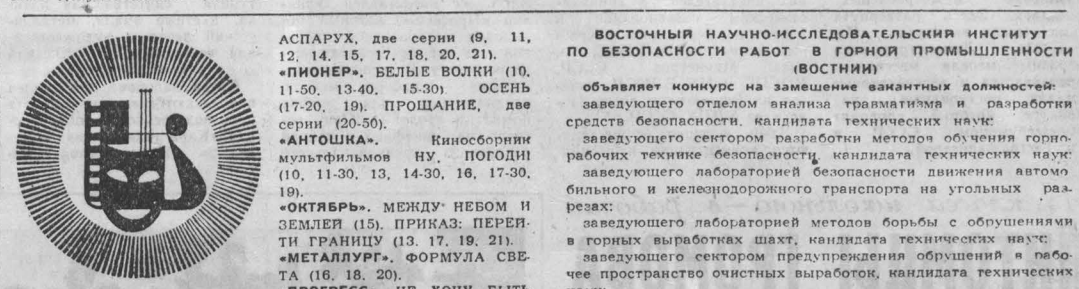 АСПАРУХ, две серии (9, 11,
12, 14, 15, 17, 18, 20, 21).
«ПИОНЕР». БЕЛЫЕ ВОЛКИ (10,
11-50, 13-40, 15-30) ОСЕНЬ
(17-20, 19). ПРОЩАНИЕ, две
серии (20-50).
«АНТОШКА». Киносборник
мультфильмов НУ, ПОГОДИ!
(10, 11-30, 13, 14-30, 16, 17-30,
19).
«ОКТЯБРЬ». МЕЖДУ НЕБОМ И
ЗЕМЛЕЙ (15). ПРИКАЗ: ПЕРЕЙ-
ТИ ГРАНИЦУ (13, 17, 19, 21).
«МЕТАЛЛУРГ». ФОРМУЛА СВЕ-
ТА (16, 18, 20).
ВОСТОЧНЫЙ НАУЧНО-ИССЛЕДОВАТЕЛЬСКИЙ ИНСТИТУТ
ПО БЕЗОПАСНОСТИ РАБОТ В ГОРНОЙ ПРОМЫШЛЕННОСТИ
(ВОСТНИИ)
объявляет конкурс на замещение вакантных должностей:
заведующего отделом анализа травматизма и разработки
средств безопасности, кандидата технических наук;
заведующего сектором разработки методов обучения горно-
рабочих технике безопасности, кандидата технических наук;
заведующего лабораторией безопасности движения автомо
бильного и железнодорожного транспорта на угольных раз-
резах;
заведующего лабораторией методов борьбы с обрушениями
в горных выработках шахт, кандидата технических наук;
заведующего сектором предупреждения обрушений в рабо-
чее пространство очистных выработок, кандидата технических